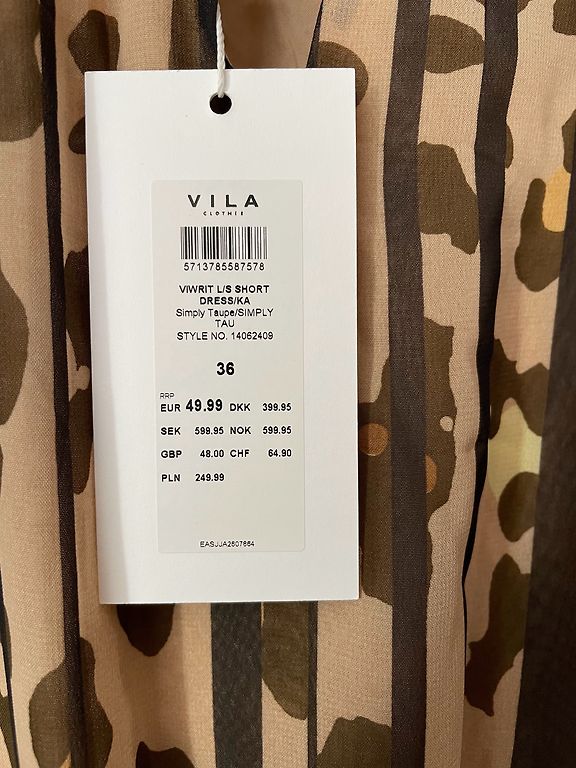 VILA
CLOTHES
5713785587578
VIWRIT L/S SHORT
DRESS/KA
Simply Taupe/SIMPLY
TAU
STYLE NO. 14062409
36
RRP
EUR 49.99 DKK 399.95
SEK 599.95 NOK 599.95
GBP 48.00 CHF 64.90
PLN 249.99
EASJJA2507664